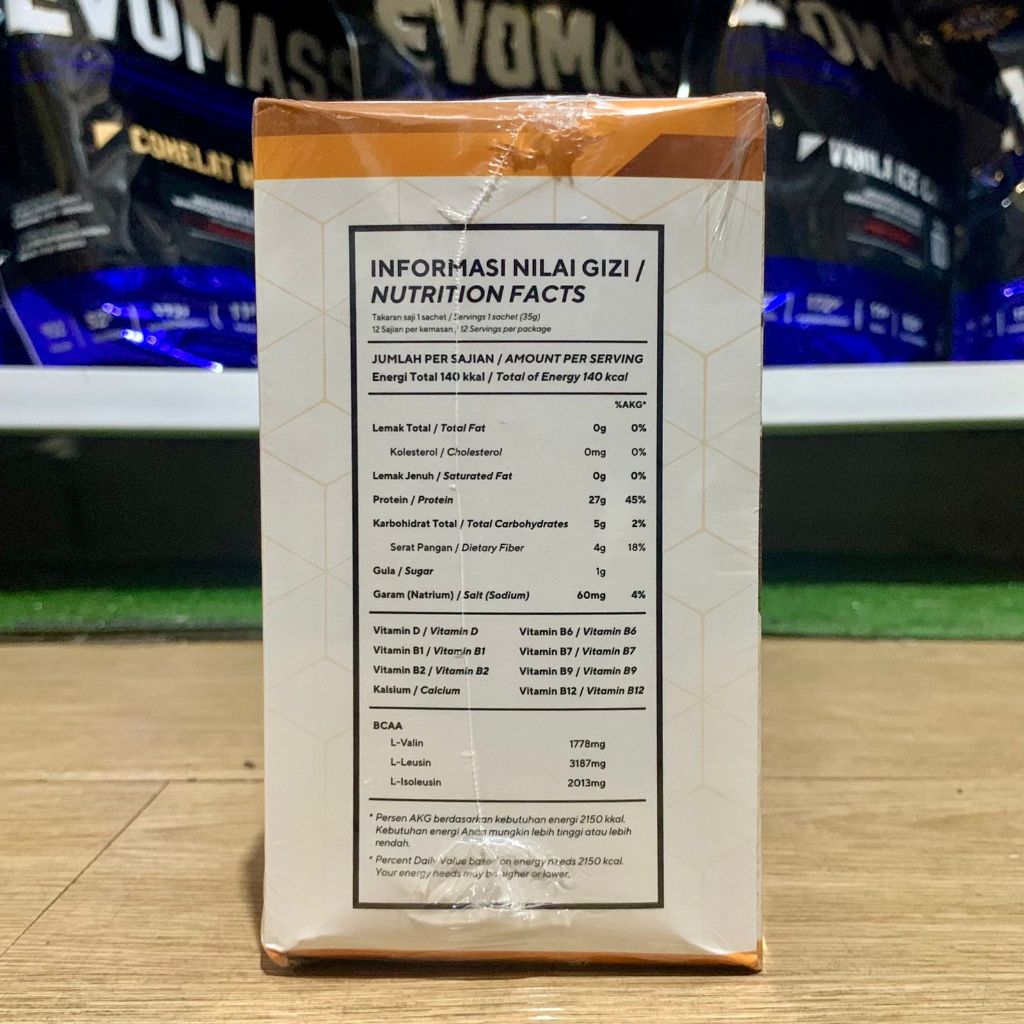 EVOMASS
EVOMA
COKELAT
INFORMASI NILAI GIZI /
NUTRITION FACTS
Takaran saji 1 sachet / Servings 1 sachet (35g)
12 Sajian per kemasan / 12 Servings per package
JUMLAH PER SAJIAN / AMOUNT PER SERVING
Energi Total 140 kkal / Total of Energy 140 kcal
%AKG*
Lemak Total / Total Fat 0g 0%
Kolesterol / Cholesterol 0mg 0%
Lemak Jenuh / Saturated Fat 0g 0%
Protein / Protein 27g 45%
Karbohidrat Total / Total Carbohydrates 5g 2%
Serat Pangan / Dietary Fiber 4g 18%
Gula / Sugar 1g
Garam (Natrium) / Salt (Sodium) 60mg 4%
Vitamin D / Vitamin D Vitamin B6 / Vitamin B6
Vitamin B1 / Vitamin B1 Vitamin B7 / Vitamin B7
Vitamin B2 / Vitamin B2 Vitamin B9 / Vitamin B9
Kalsium / Calcium Vitamin B12 / Vitamin B12
BCAA
L-Valin 1778mg
L-Leusin 3187mg
L-Isoleusin 2013mg
* Persen AKG berdasarkan kebutuhan energi 2150 kkal.
Kebutuhan energi Anda mungkin lebih tinggi atau lebih
rendah.
* Percent Daily Value based on energy needs 2150 kcal.
Your energy needs may be higher or lower.